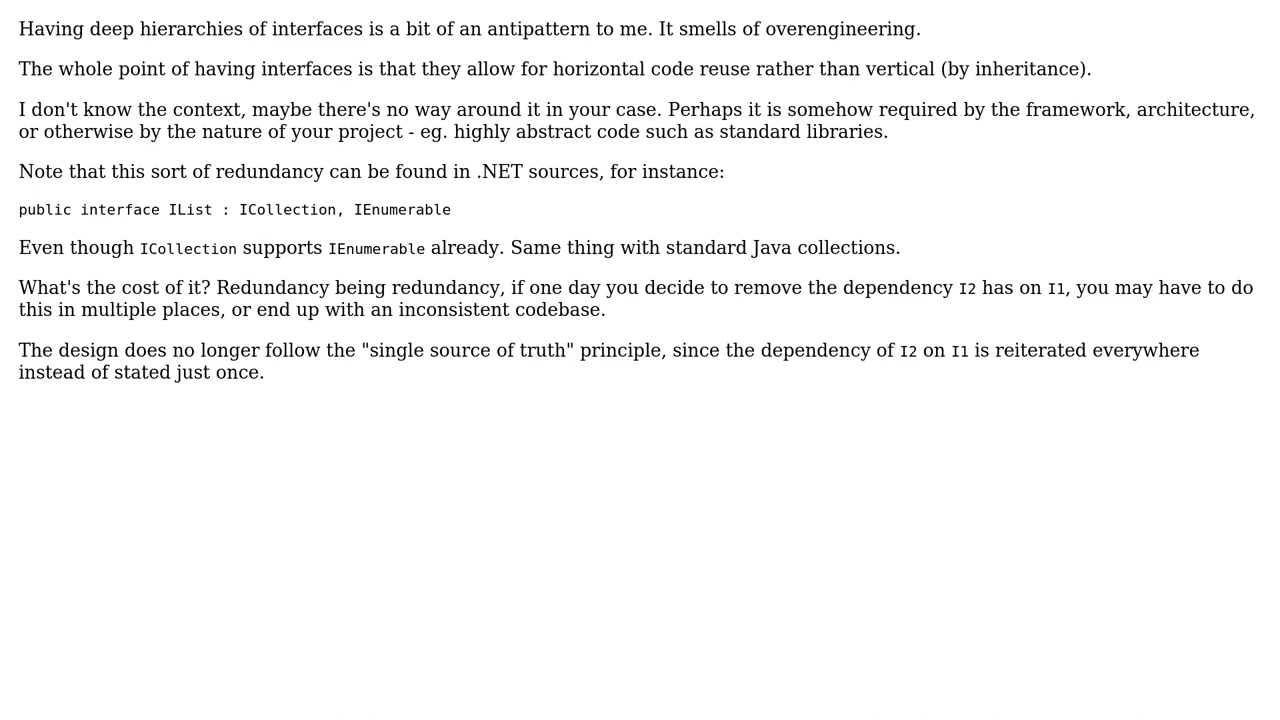 Having deep hierarchies of interfaces is a bit of an antipattern to me. It smells of overengineering.
The whole point of having interfaces is that they allow for horizontal code reuse rather than vertical (by inheritance).
I don't know the context, maybe there's no way around it in your case. Perhaps it is somehow required by the framework, architecture,
or otherwise by the nature of your project - eg. highly abstract code such as standard libraries.
Note that this sort of redundancy can be found in .NET sources, for instance:
public interface IList : ICollection, IEnumerable
Even though ICollection supports IEnumerable already. Same thing with standard Java collections.
What's the cost of it? Redundancy being redundancy, if one day you decide to remove the dependency I2 has on I1, you may have to do
this in multiple places, or end up with an inconsistent codebase.
The design does no longer follow the "single source of truth" principle, since the dependency of I2 on I1 is reiterated everywhere
instead of stated just once.